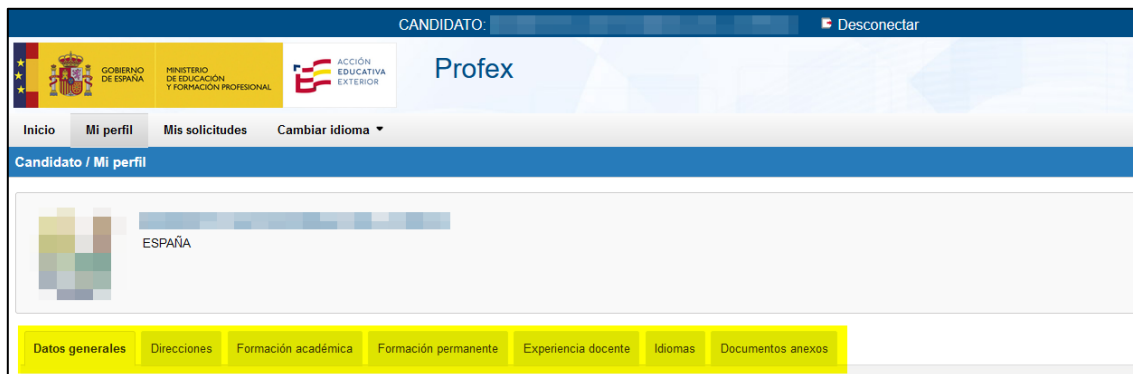 CANDIDATO: Desconectar
GOBIERNO DE ESPAÑA
MINISTERIO DE EDUCACIÓN Y FORMACIÓN PROFESIONAL
ACCIÓN EDUCATIVA EXTERIOR
Profex
Inicio Mi perfil Mis solicitudes Cambiar idioma
Candidato / Mi perfil
ESPAÑA
Datos generales Direcciones Formación académica Formación permanente Experiencia docente Idiomas Documentos anexos